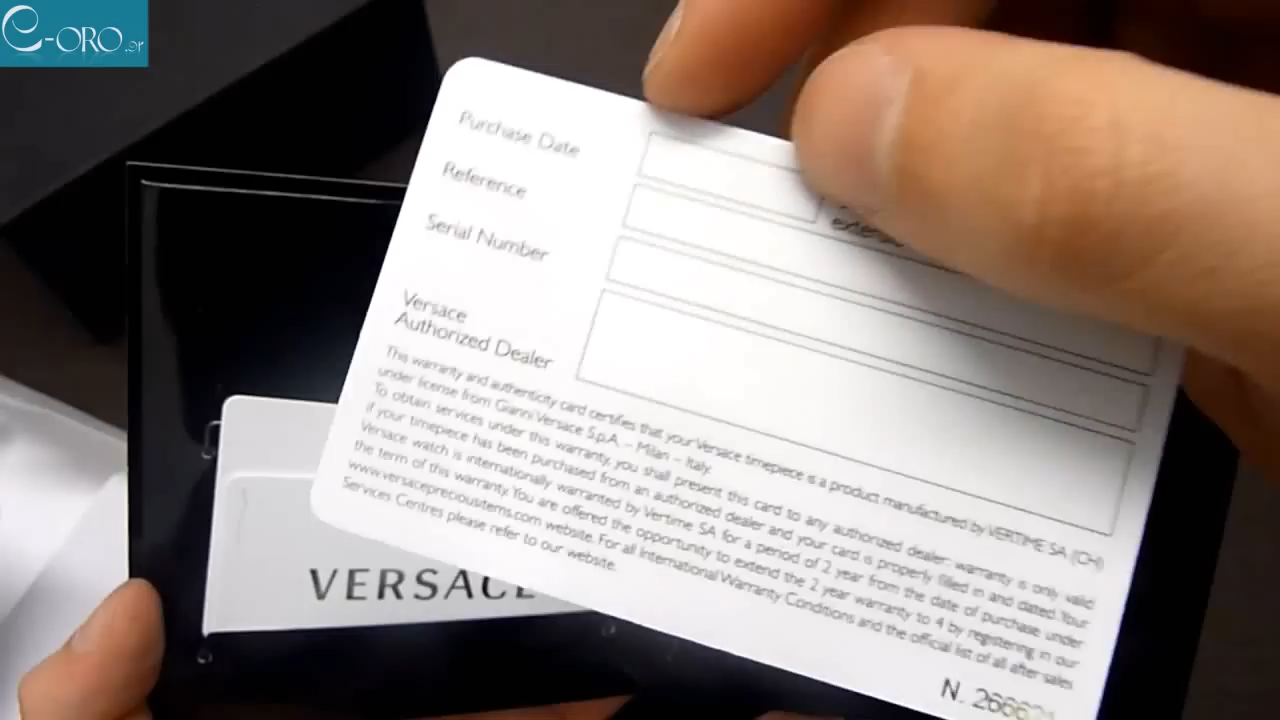 e-oro.gr
Purchase Date
Reference
Serial Number
Versace
Authorized Dealer
This warranty and authenticity card certifies that your Versace timepiece is a product manufactured by VERTIME SA (CH)
under license from Gianni Versace S.p.A. – Milan – Italy.
To obtain services under this warranty, you shall present this card to any authorized dealer: warranty is only valid
if your timepiece has been purchased from an authorized dealer and your card is properly filled in and dated. Your
Versace watch is internationally warranted by Vertime SA for a period of 2 year from the date of purchase under
the term of this warranty. You are offered the opportunity to extend the 2 year warranty to 4 by registering in our
www.versacepreciousitems.com website. For all International Warranty Conditions and the official list of all after-sales
Services Centres please refer to our website.
VERSACE